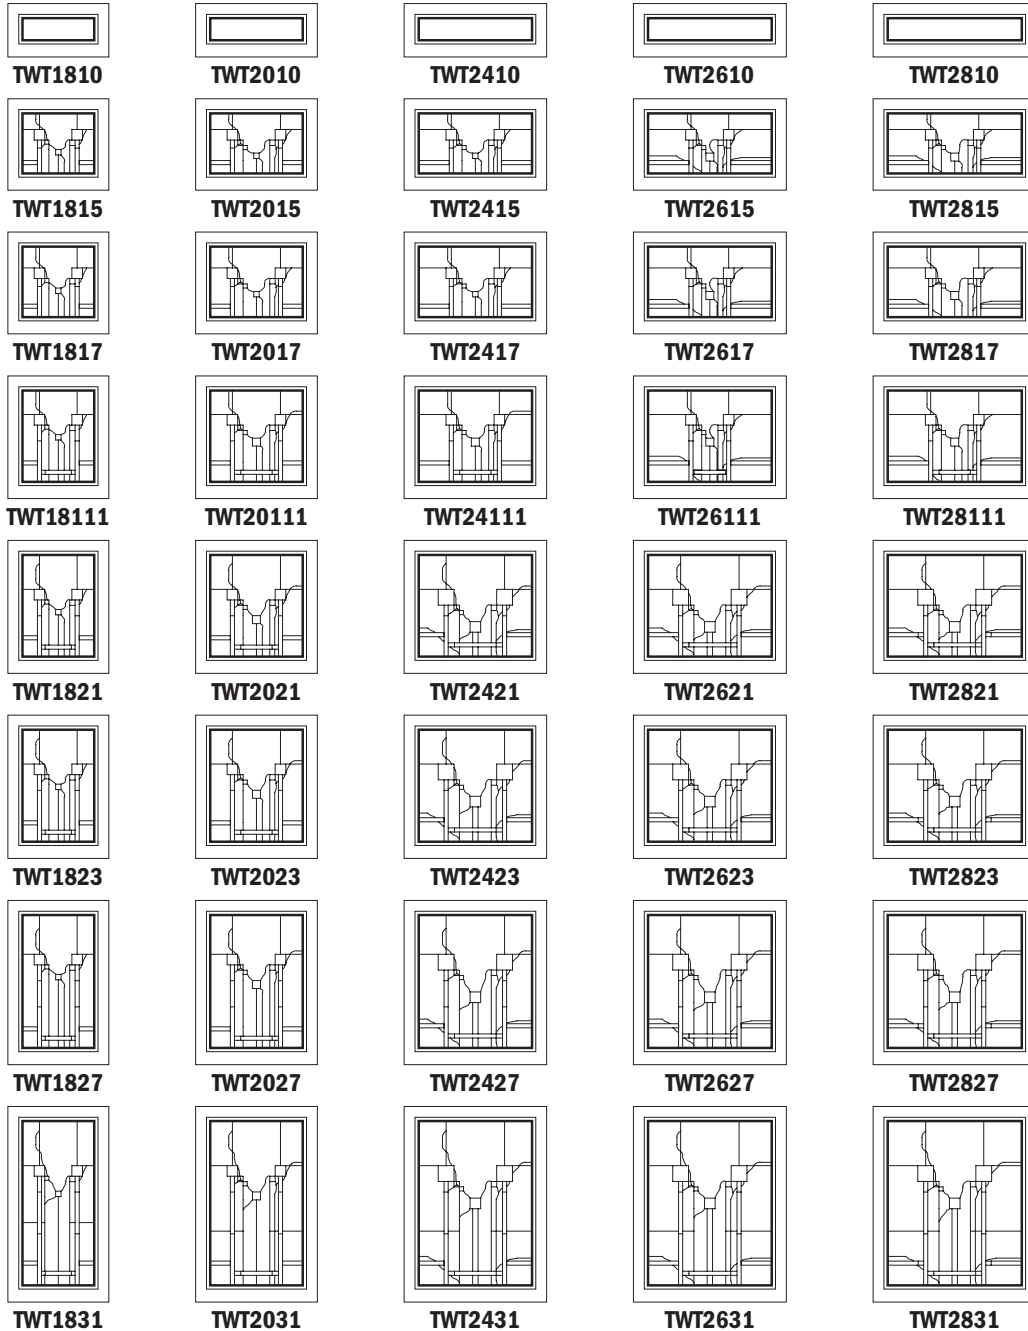 TWT1810 TWT2010 TWT2410 TWT2610 TWT2810
TWT1815 TWT2015 TWT2415 TWT2615 TWT2815
TWT1817 TWT2017 TWT2417 TWT2617 TWT2817
TWT18111 TWT20111 TWT24111 TWT26111 TWT28111
TWT1821 TWT2021 TWT2421 TWT2621 TWT2821
TWT1823 TWT2023 TWT2423 TWT2623 TWT2823
TWT1827 TWT2027 TWT2427 TWT2627 TWT2827
TWT1831 TWT2031 TWT2431 TWT2631 TWT2831